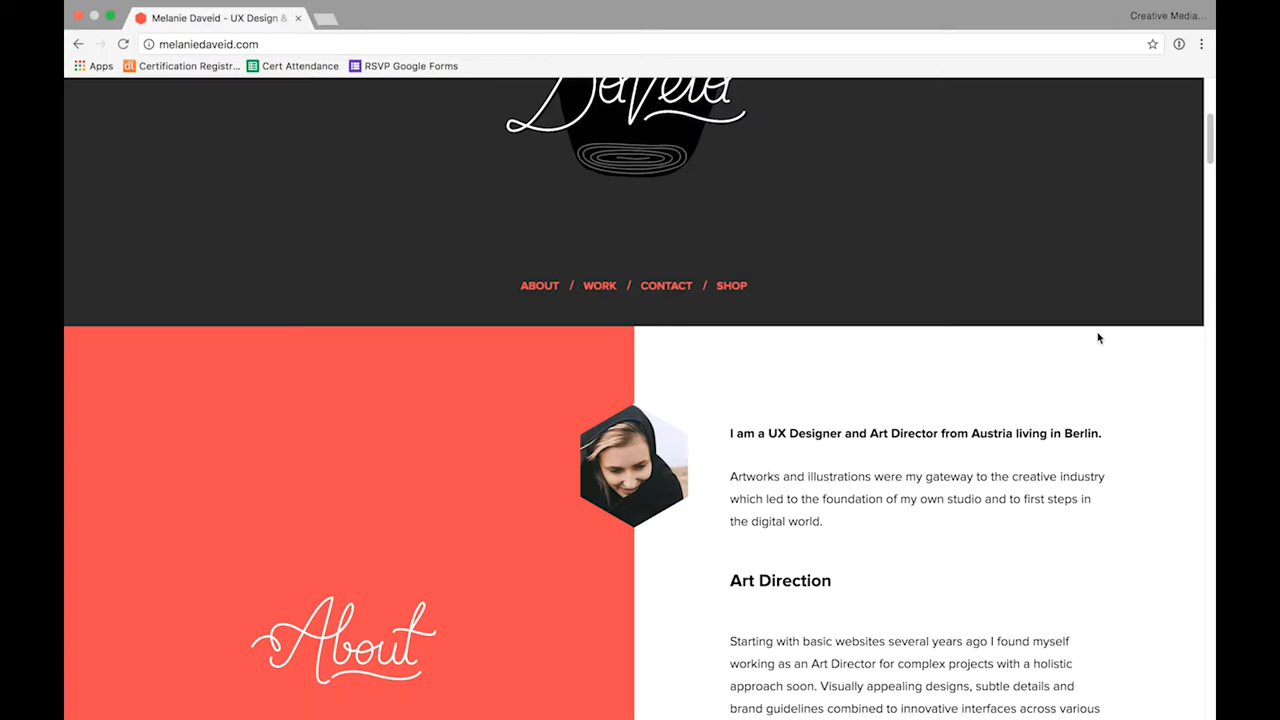 Melanie Daveid - UX Design &
Creative Media...
melaniedaveid.com
Apps
Certification Registr...
Cert Attendance
RSVP Google Forms
Daveid
ABOUT / WORK / CONTACT / SHOP
I am a UX Designer and Art Director from Austria living in Berlin.
Artworks and illustrations were my gateway to the creative industry
which led to the foundation of my own studio and to first steps in
the digital world.
Art Direction
About
Starting with basic websites several years ago I found myself
working as an Art Director for complex projects with a holistic
approach soon. Visually appealing designs, subtle details and
brand guidelines combined to innovative interfaces across various